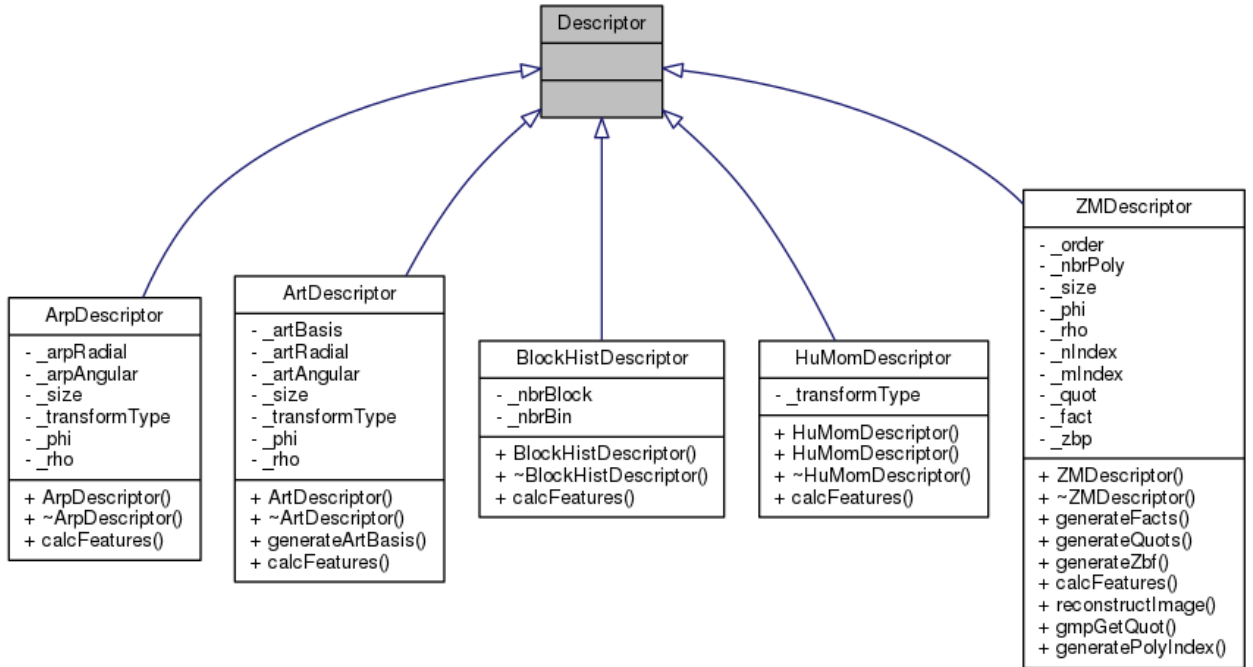 Descriptor
ArpDescriptor
- _arpRadial
- _arpAngular
- _size
- _transformType
- _phi
- _rho
+ ArpDescriptor()
+ ~ArpDescriptor()
+ calcFeatures()
ArtDescriptor
- _artBasis
- _artRadial
- _artAngular
- _size
- _transformType
- _phi
- _rho
+ ArtDescriptor()
+ ~ArtDescriptor()
+ generateArtBasis()
+ calcFeatures()
BlockHistDescriptor
- _nbrBlock
- _nbrBin
+ BlockHistDescriptor()
+ ~BlockHistDescriptor()
+ calcFeatures()
HuMomDescriptor
- _transformType
+ HuMomDescriptor()
+ HuMomDescriptor()
+ ~HuMomDescriptor()
+ calcFeatures()
ZMDescriptor
- _order
- _nbrPoly
- _size
- _phi
- _rho
- _nIndex
- _mIndex
- _quot
- _fact
- _zbp
+ ZMDescriptor()
+ ~ZMDescriptor()
+ generateFacts()
+ generateQuots()
+ generateZbf()
+ calcFeatures()
+ reconstructImage()
+ gmpGetQuot()
+ generatePolyIndex()